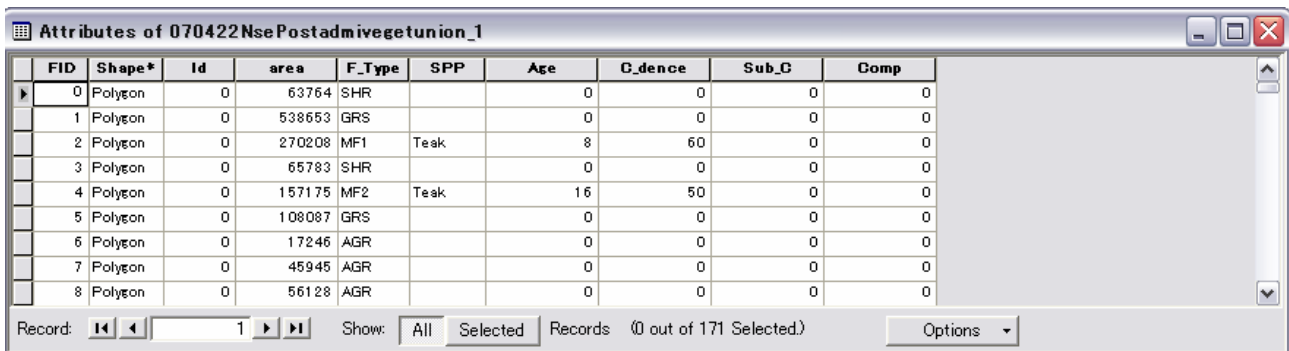 Attributes of 070422NsePostadmivegetunion_1
FID Shape* Id area F_Type SPP Age C_dence Sub_C Comp
0 Polygon 0 63764 SHR 0 0 0 0
1 Polygon 0 538653 GRS 0 0 0 0
2 Polygon 0 270208 MF1 Teak 8 60 0 0
3 Polygon 0 65783 SHR 0 0 0 0
4 Polygon 0 157175 MF2 Teak 16 50 0 0
5 Polygon 0 108087 GRS 0 0 0 0
6 Polygon 0 17246 AGR 0 0 0 0
7 Polygon 0 45945 AGR 0 0 0 0
8 Polygon 0 56128 AGR 0 0 0 0
Record: 1 Show: All Selected Records (0 out of 171 Selected.) Options